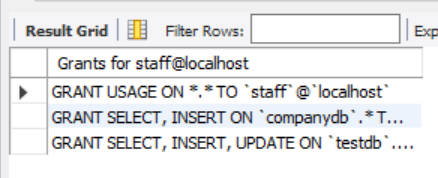 Result Grid Filter Rows: Exp
Grants for staff@localhost
GRANT USAGE ON *.* TO `staff`@`localhost`
GRANT SELECT, INSERT ON `companydb`.* T...
GRANT SELECT, INSERT, UPDATE ON `testdb`....